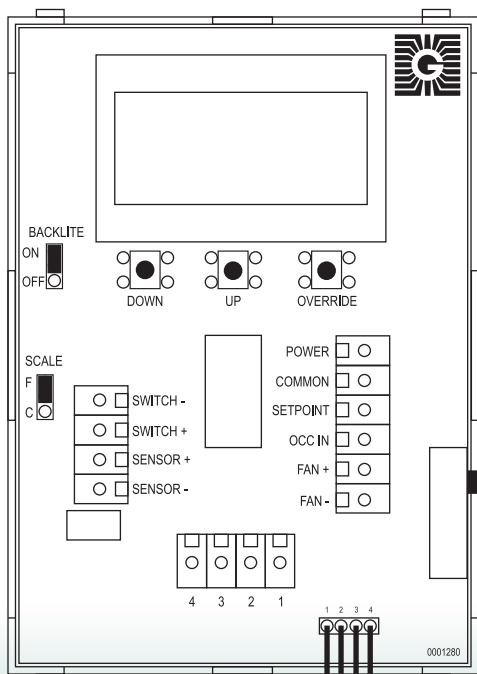 G
BACKLITE
ON
OFF
DOWN UP OVERRIDE
SCALE
F
C
SWITCH -
SWITCH +
SENSOR +
SENSOR -
POWER
COMMON
SETPOINT
OCC IN
FAN +
FAN -
4 3 2 1
1 2 3 4
0001280